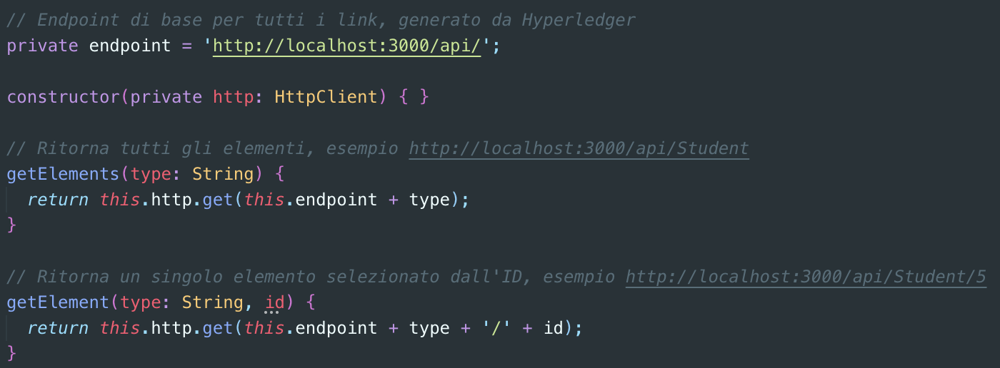 // Endpoint di base per tutti i link, generato da Hyperledger
private endpoint = 'http://localhost:3000/api/';
constructor(private http: HttpClient) { }
// Ritorna tutti gli elementi, esempio http://localhost:3000/api/Student
getElements(type: String) {
return this.http.get(this.endpoint + type);
}
// Ritorna un singolo elemento selezionato dall'ID, esempio http://localhost:3000/api/Student/5
getElement(type: String, id) {
return this.http.get(this.endpoint + type + '/' + id);
}